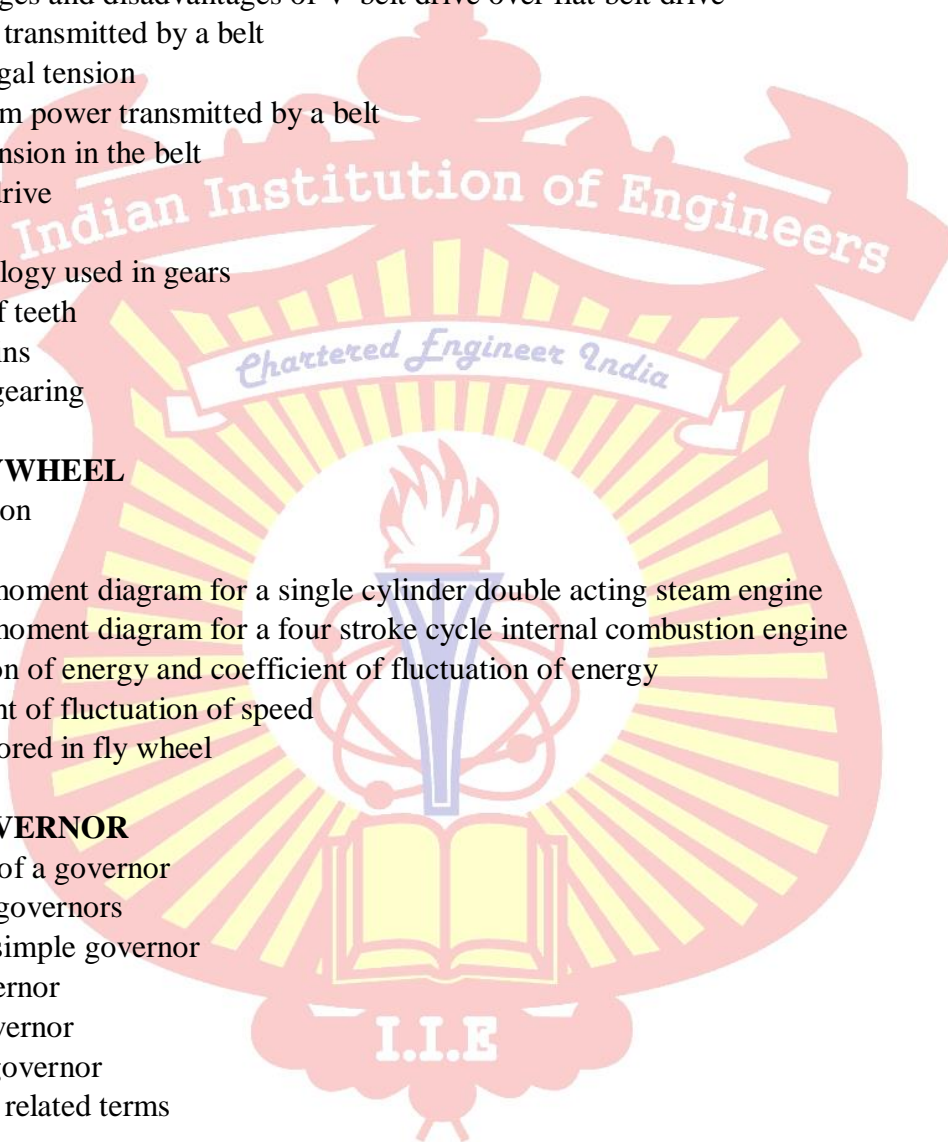 ges and disadvantages of V-belt drive over flat belt drive
transmitted by a belt
gal tension
m power transmitted by a belt
nsion in the belt
drive
Indian Institution of Engineers
logy used in gears
f teeth
Chartered Engineer India
ns
gearing
YWHEEL
on
moment diagram for a single cylinder double acting steam engine
moment diagram for a four stroke cycle internal combustion engine
on of energy and coefficient of fluctuation of energy
nt of fluctuation of speed
ored in fly wheel
VERNOR
of a governor
governors
simple governor
ernor
vernor
governor
related terms
I.I.E